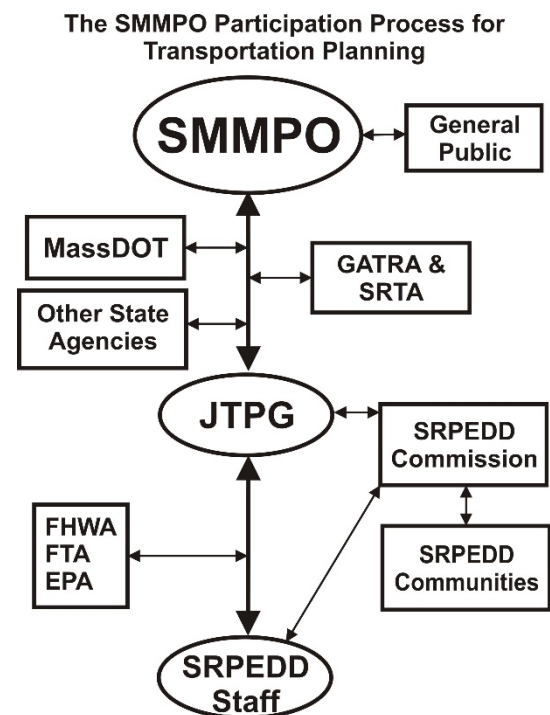 The SMMPO Participation Process for
Transportation Planning
SMMPO
General
Public
MassDOT
GATRA &
SRTA
Other State
Agencies
JTPG
SRPEDD
Commission
FHWA
FTA
EPA
SRPEDD
Communities
SRPEDD
Staff